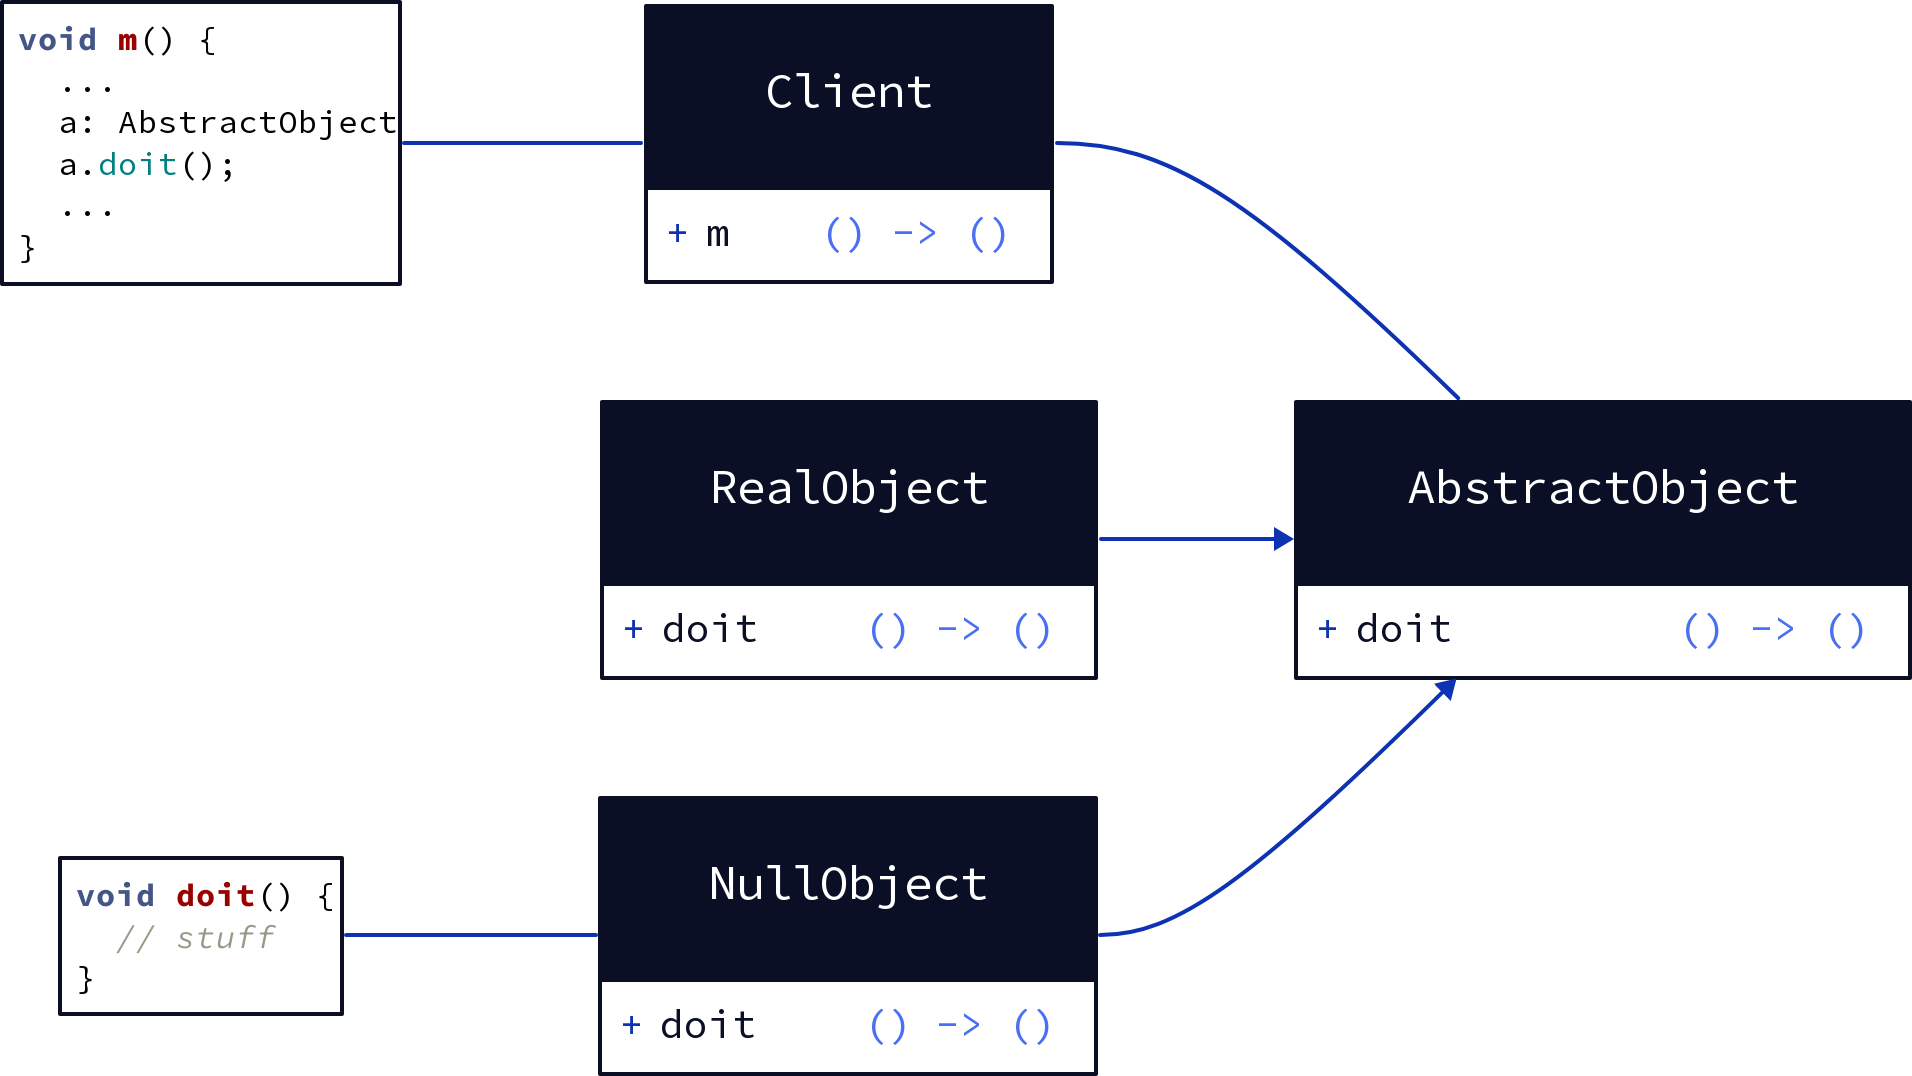 void m() {
  ...
  a: AbstractObject
  a.doit();
  ...
}
Client
+ m () -> ()
RealObject
+ doit () -> ()
AbstractObject
+ doit () -> ()
void doit() {
  // stuff
}
NullObject
+ doit () -> ()